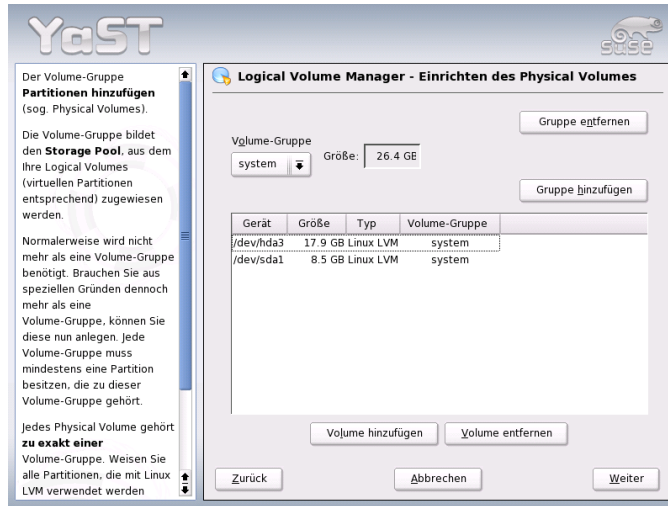 YaST
SUSE
Der Volume-Gruppe
Partitionen hinzufügen
(sog. Physical Volumes).
Die Volume-Gruppe bildet
den Storage Pool, aus dem
Ihre Logical Volumes
(virtuellen Partitionen
entsprechend) zugewiesen
werden.
Normalerweise wird nicht
mehr als eine Volume-Gruppe
benötigt. Brauchen Sie aus
speziellen Gründen dennoch
mehr als eine
Volume-Gruppe, können Sie
diese nun anlegen. Jede
Volume-Gruppe muss
mindestens eine Partition
besitzen, die zu dieser
Volume-Gruppe gehört.
Jedes Physical Volume gehört
zu exakt einer
Volume-Gruppe. Weisen Sie
alle Partitionen, die mit Linux
LVM verwendet werden
Logical Volume Manager - Einrichten des Physical Volumes
Gruppe entfernen
Volume-Gruppe
system Größe: 26.4 GB
Gruppe hinzufügen
Gerät Größe Typ Volume-Gruppe
/dev/hda3 17.9 GB Linux LVM system
/dev/sda1 8.5 GB Linux LVM system
Volume hinzufügen Volume entfernen
Zurück Abbrechen Weiter